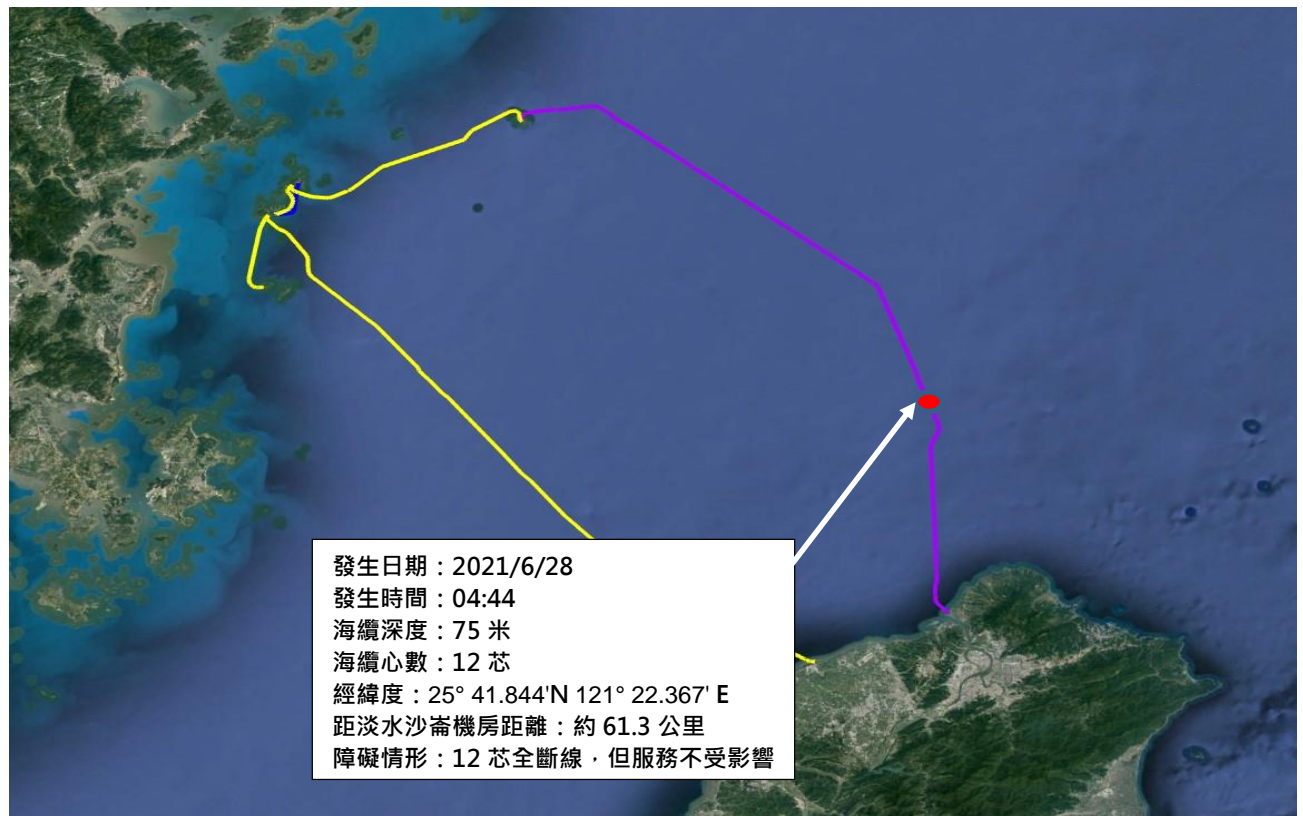 發生日期：2021/6/28
發生時間：04:44
海纜深度：75 米
海纜心數：12 芯
經緯度：25° 41.844'N 121° 22.367' E
距淡水沙崙機房距離：約 61.3 公里
障礙情形：12 芯全斷線，但服務不受影響